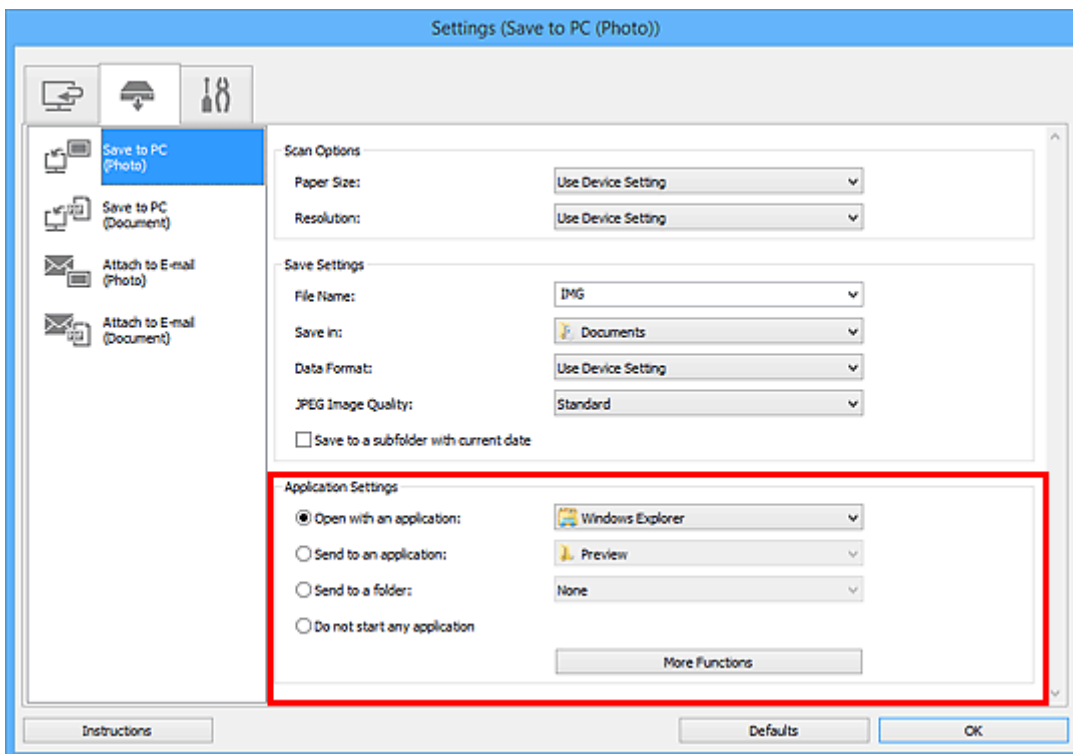 Settings (Save to PC (Photo))
Save to PC
(Photo)
Save to PC
(Document)
Attach to E-mail
(Photo)
Attach to E-mail
(Document)
Scan Options
Paper Size: Use Device Setting
Resolution: Use Device Setting
Save Settings
File Name: IMG
Save in: Documents
Data Format: Use Device Setting
JPEG Image Quality: Standard
Save to a subfolder with current date
Application Settings
Open with an application: Windows Explorer
Send to an application: Preview
Send to a folder: None
Do not start any application
More Functions
Instructions Defaults OK